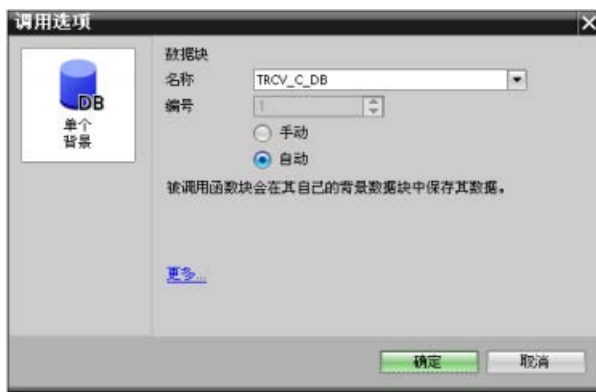 调用选项
数据块
名称
TRCV_C_DB
编号
1
手动
自动
DB
单个
背景
被调用函数块会在其自己的背景数据块中保存其数据。
更多...
确定
取消